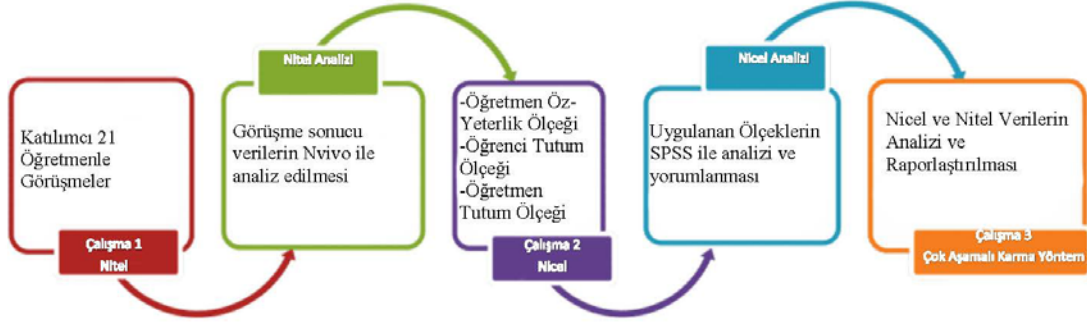 Katılımcı 21
Öğretmenle
Görüşmeler
Çalışma 1
Nitel
Nitel Analizi
Görüşme sonucu
verilerin Nvivo ile
analiz edilmesi
-Öğretmen Öz-
Yeterlik Ölçeği
-Öğrenci Tutum
Ölçeği
-Öğretmen
Tutum Ölçeği
Çalışma 2
Nicel
Nicel Analizi
Uygulanan Ölçeklerin
SPSS ile analizi ve
yorumlanması
Nicel ve Nitel Verilerin
Analizi ve
Raporlaştırılması
Çalışma 3
Çok Aşamalı Karma Yöntem